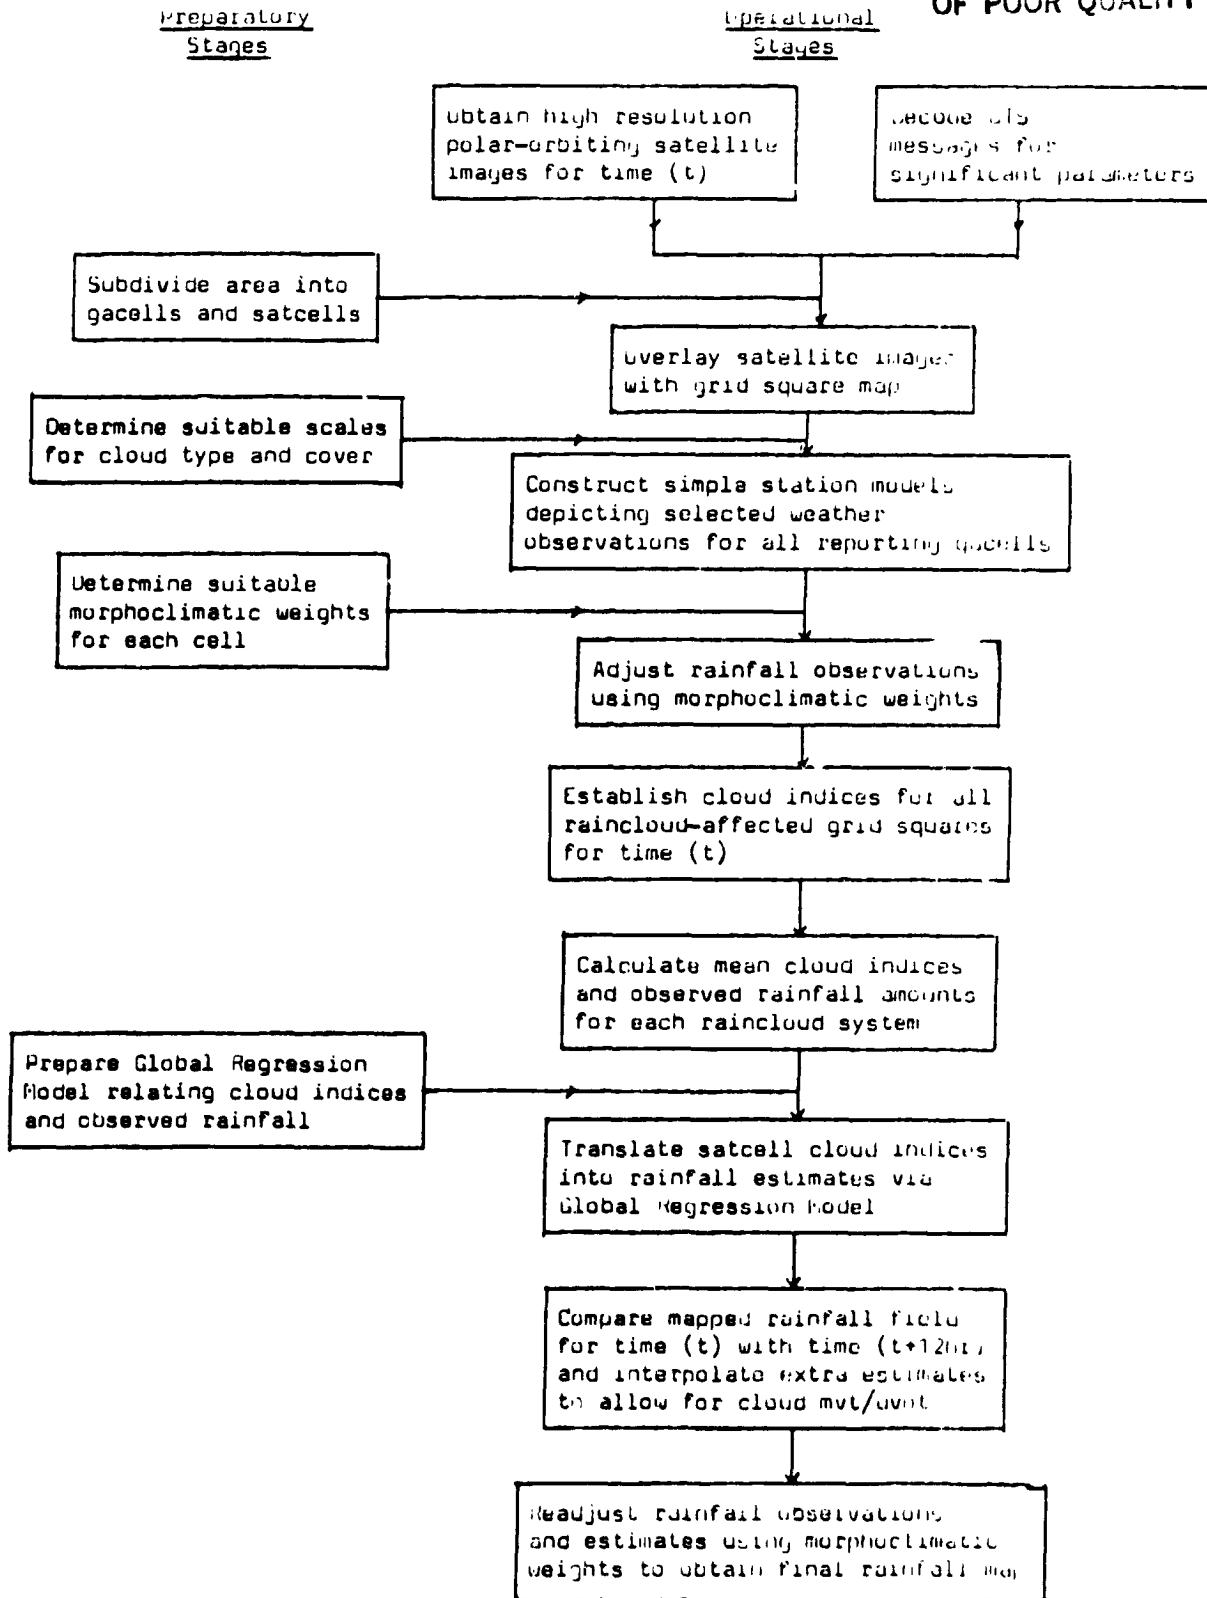 OF POOR QUALITY
Preparatory
Stages
Operational
Stages
Obtain high resolution
polar-orbiting satellite
images for time (t)
Decode GTS
messages for
significant parameters
Subdivide area into
gacells and satcells
Overlay satellite images
with grid square map
Determine suitable scales
for cloud type and cover
Construct simple station models
depicting selected weather
observations for all reporting gacells
Determine suitable
morphoclimatic weights
for each cell
Adjust rainfall observations
using morphoclimatic weights
Establish cloud indices for all
raincloud-affected grid squares
for time (t)
Calculate mean cloud indices
and observed rainfall amounts
for each raincloud system
Prepare Global Regression
Model relating cloud indices
and observed rainfall
Translate satcell cloud indices
into rainfall estimates via
Global Regression Model
Compare mapped rainfall field
for time (t) with time (t+12hr)
and interpolate extra estimates
to allow for cloud mvt/
Readjust rainfall observations
and estimates using morphoclimatic
weights to obtain final rainfall map